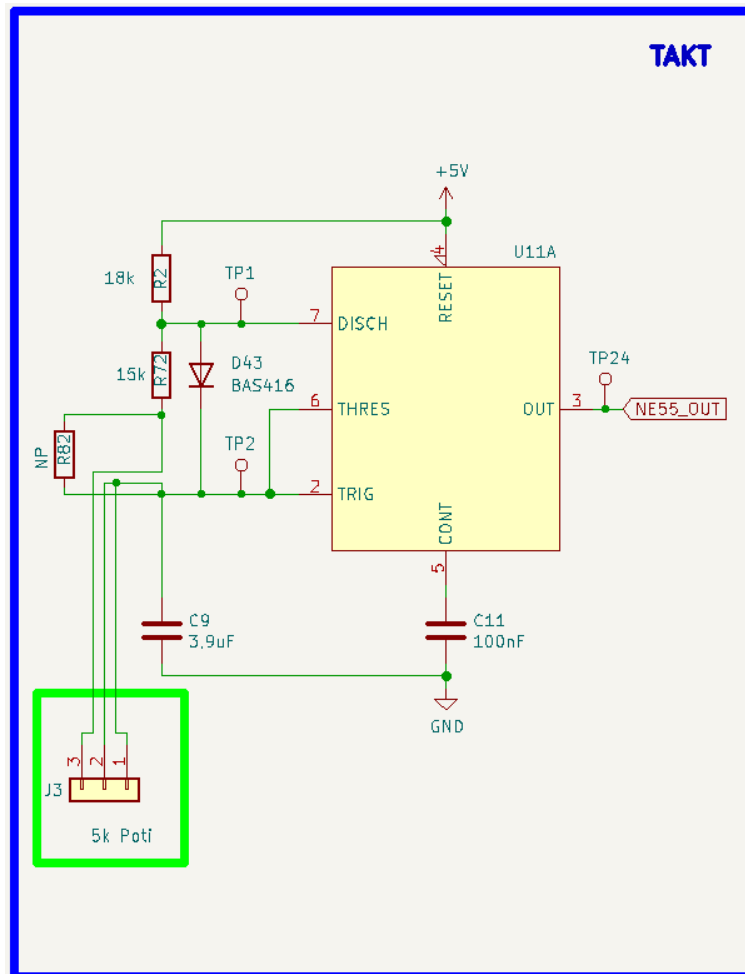 TAKT
+5V
4
U11A
18k
R2
TP1
RESET
7
DISCH
15k
R72
D43
BAS416
TP24
6
THRES
OUT
3
NE55_OUT
NP
R82
TP2
2
TRIG
CONT
5
C9
3.9uF
C11
100nF
GND
3
2
1
J3
5k Poti